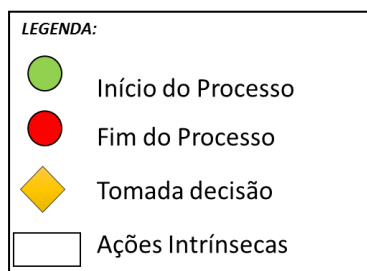 LEGENDA:
Início do Processo
Fim do Processo
Tomada decisão
Ações Intrínsecas